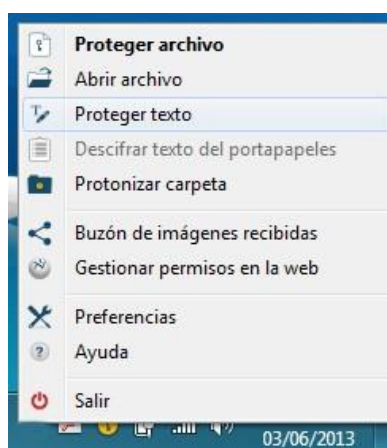 Proteger archivo
Abrir archivo
Proteger texto
Descifrar texto del portapapeles
Protonizar carpeta
Buzón de imágenes recibidas
Gestionar permisos en la web
Preferencias
Ayuda
Salir
03/06/2013